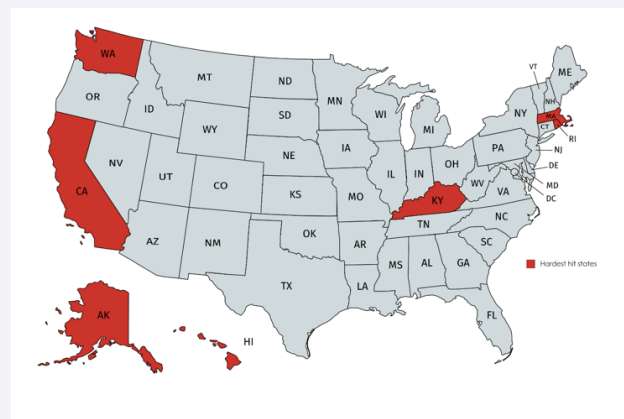 WA
MT
ND
MN
VT
ME
OR
ID
SD
WI
NY
NH
MA
CT
RI
WY
MI
NJ
NE
IA
PA
DE
NV
UT
CO
IL
IN
OH
WV
MD
DC
VA
CA
KS
MO
KY
NC
TN
AZ
NM
OK
AR
SC
MS
AL
GA
Hardest hit states
TX
LA
FL
AK
HI